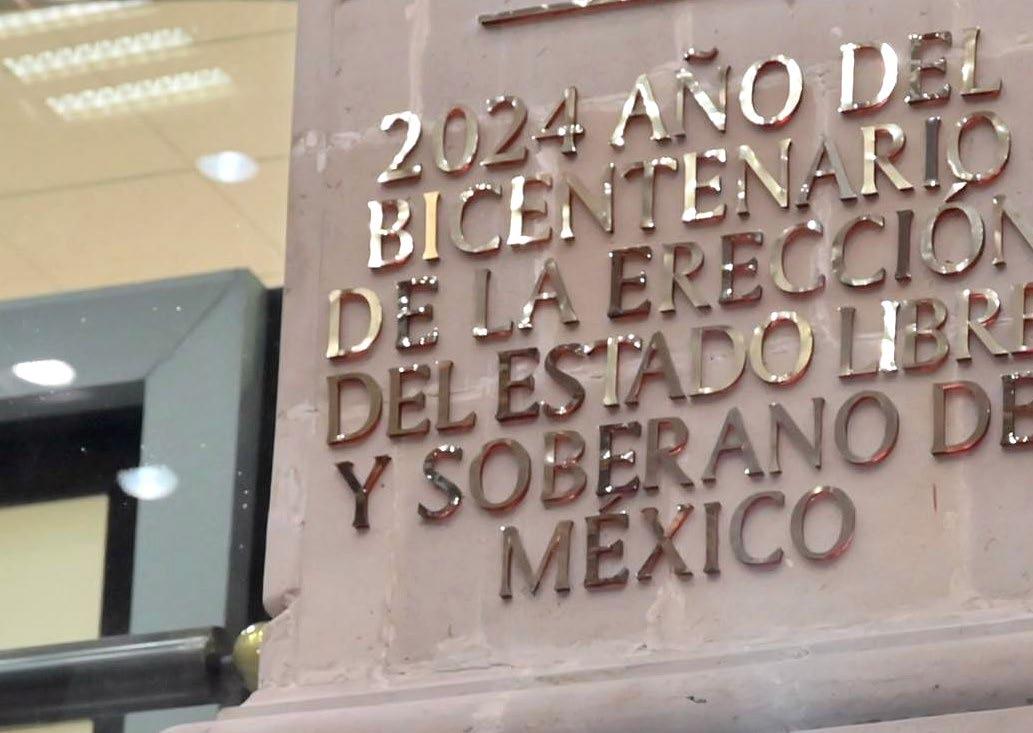 2024 AÑO DEL
BICENTENARIO
DE LA ERECCIÓN
DEL ESTADO LIBRE
Y SOBERANO DE
MÉXICO